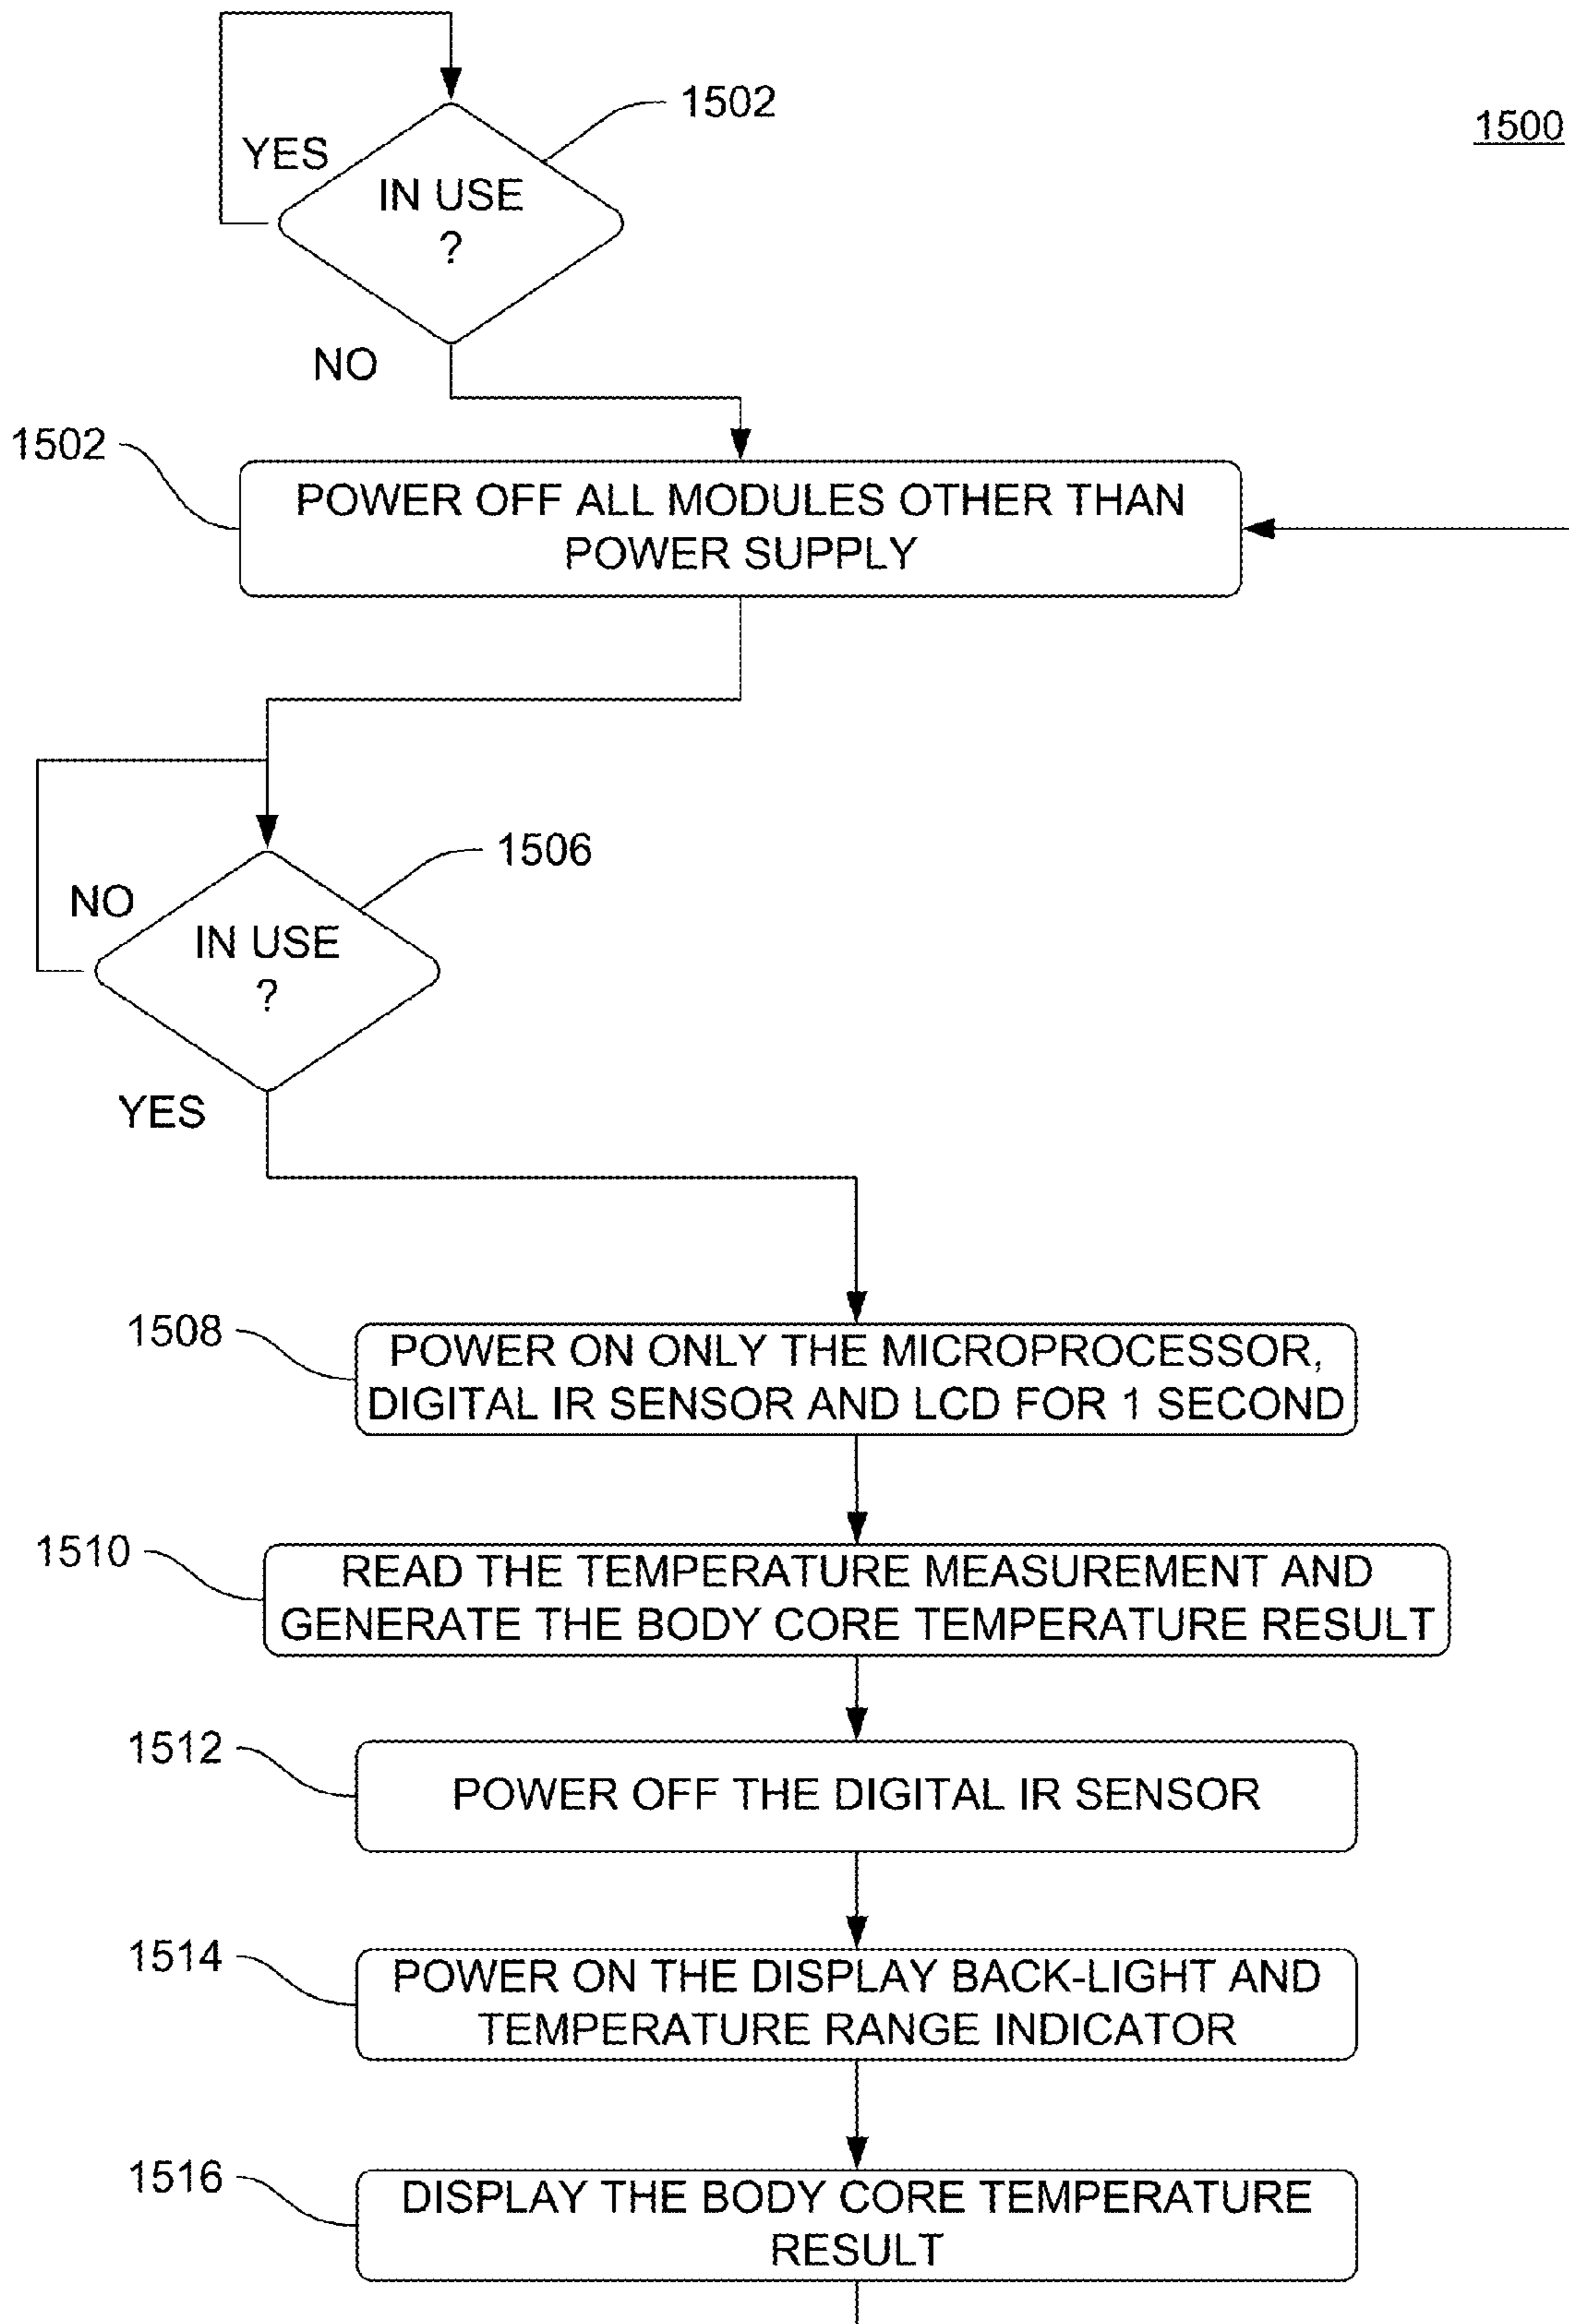 1500
1502
YES
IN USE
?
NO
1502
POWER OFF ALL MODULES OTHER THAN
POWER SUPPLY
1506
NO
IN USE
?
YES
1508
POWER ON ONLY THE MICROPROCESSOR,
DIGITAL IR SENSOR AND LCD FOR 1 SECOND
1510
READ THE TEMPERATURE MEASUREMENT AND
GENERATE THE BODY CORE TEMPERATURE RESULT
1512
POWER OFF THE DIGITAL IR SENSOR
1514
POWER ON THE DISPLAY BACK-LIGHT AND
TEMPERATURE RANGE INDICATOR
1516
DISPLAY THE BODY CORE TEMPERATURE
RESULT